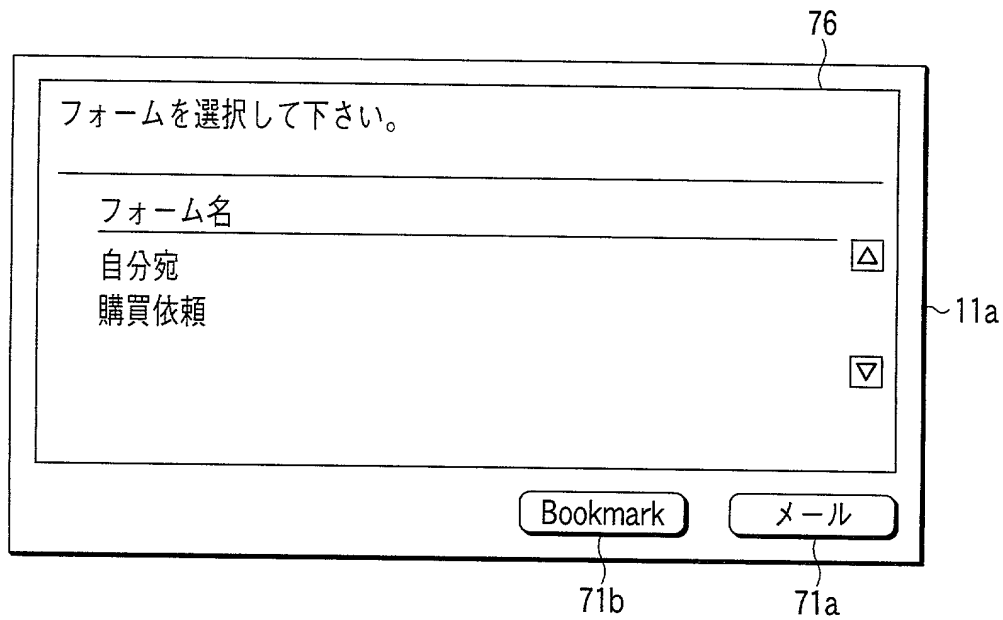 76
フォームを選択して下さい。
フォーム名
自分宛
購買依頼
11a
Bookmark
メール
71b
71a